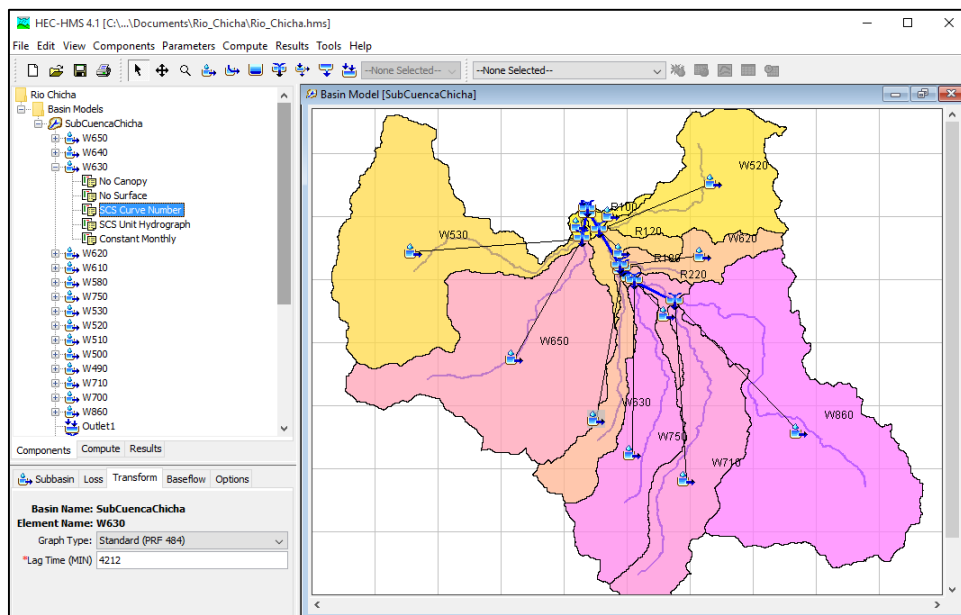 HEC-HMS 4.1 [C:\...\Documents\Rio_Chicha\Rio_Chicha.hms]
File Edit View Components Parameters Compute Results Tools Help
--None Selected-- --None Selected--
Rio Chicha
Basin Models
SubCuencaChicha
W650
W640
W630
No Canopy
No Surface
SCS Curve Number
SCS Unit Hydrograph
Constant Monthly
W620
W610
W580
W750
W530
W520
W510
W500
W490
W710
W700
W860
Outlet1
Components Compute Results
Subbasin Loss Transform Baseflow Options
Basin Name: SubCuencaChicha
Element Name: W630
Graph Type: Standard (PRF 484)
*Lag Time (MIN) 4212
Basin Model [SubCuencaChicha]
W520
R100
W530
R120
W620
R180
R220
W650
W630
W860
W750
W710